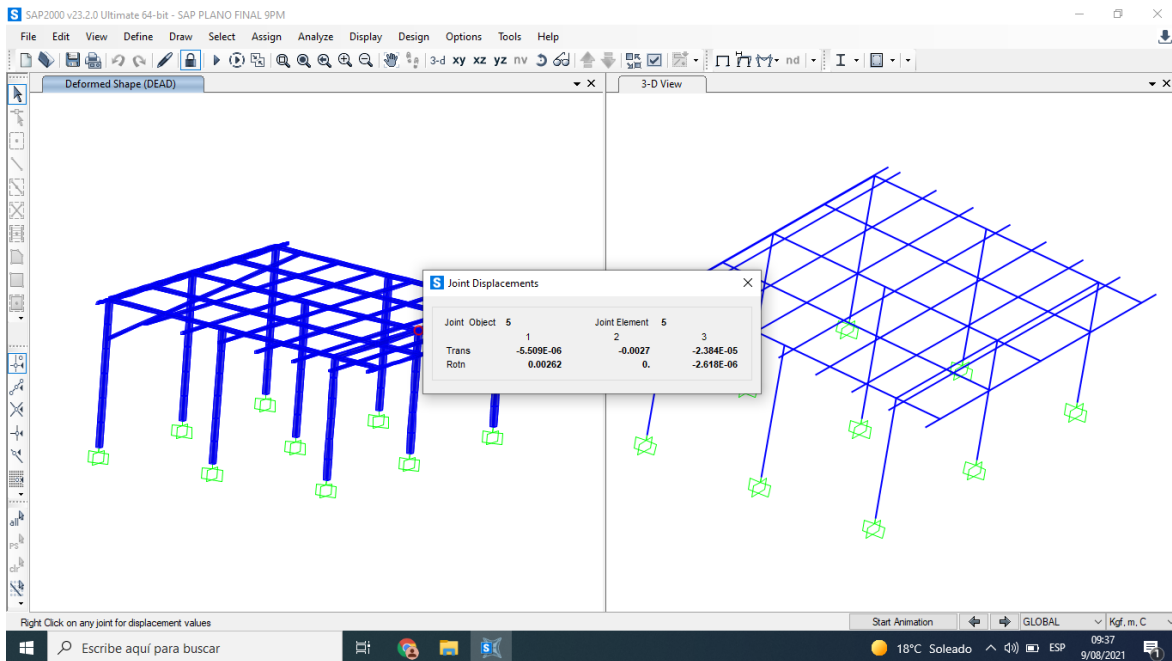 SAP2000 v23.2.0 Ultimate 64-bit - SAP PLANO FINAL 9PM
File Edit View Define Draw Select Assign Analyze Display Design Options Tools Help
3-d xy xz yz nv nd
Deformed Shape (DEAD)
3-D View
Joint Displacements
Joint Object 5 Joint Element 5
1 2 3
Trans -5.509E-06 -0.0027 -2.384E-05
Rotn 0.00262 0. -2.618E-06
all
ps
clr
Right Click on any joint for displacement values
Start Animation GLOBAL Kgf, m, C
Escribe aquí para buscar
18°C Soleado ESP
09:37
9/08/2021
1